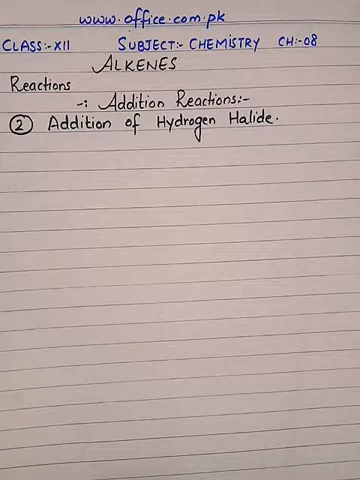 www.office.com.pk
CLASS:-XII SUBJECT:- CHEMISTRY CH:-08
ALKENES
Reactions
-: Addition Reactions:-
② Addition of Hydrogen Halide.